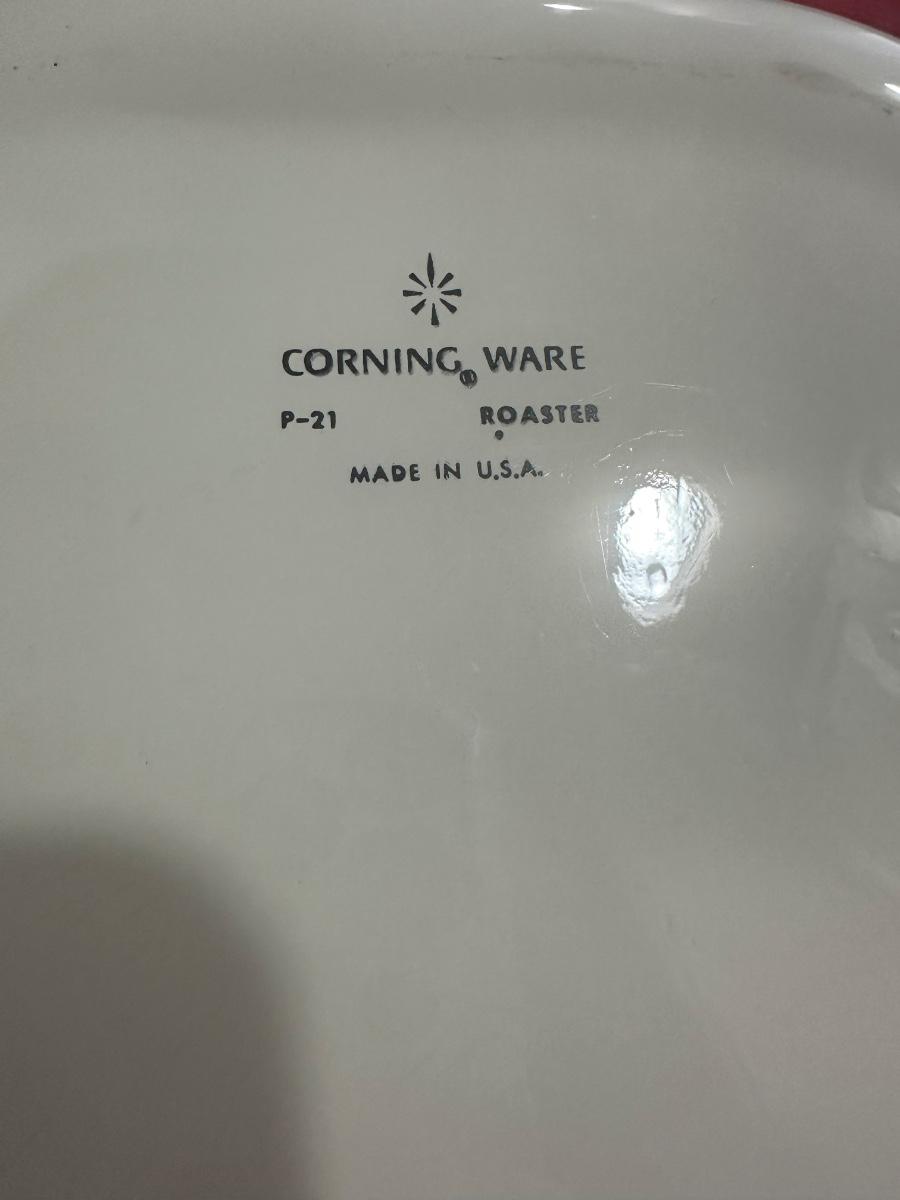 CORNING® WARE
P-21 ROASTER
MADE IN U.S.A.